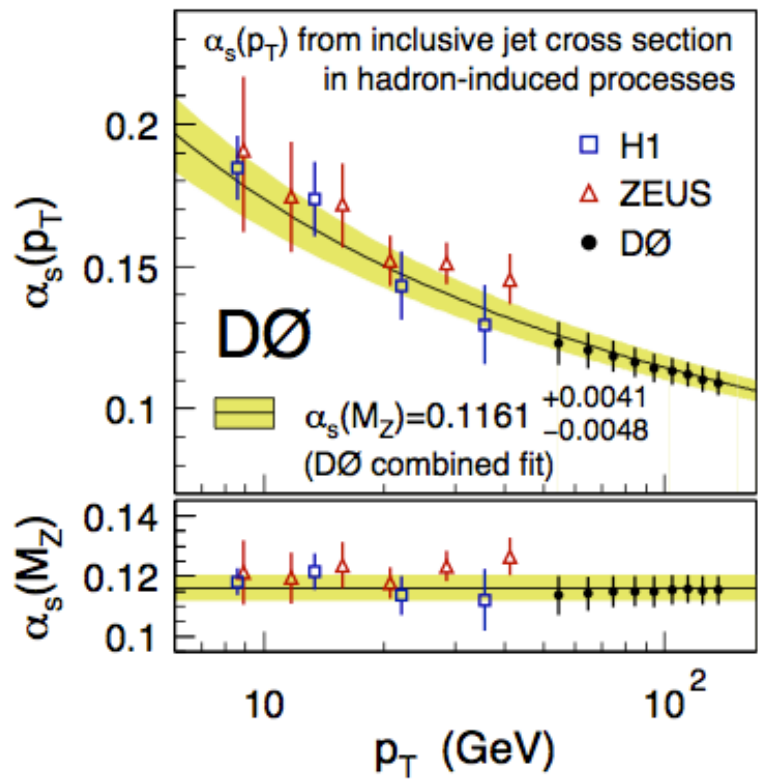 αs(pT) from inclusive jet cross section
in hadron-induced processes
H1
ZEUS
DØ
DØ
αs(MZ)=0.1161 +0.0041 −0.0048
(DØ combined fit)
αs(pT)
0.2
0.15
0.1
αs(MZ)
0.14
0.12
0.1
10
10²
pT (GeV)